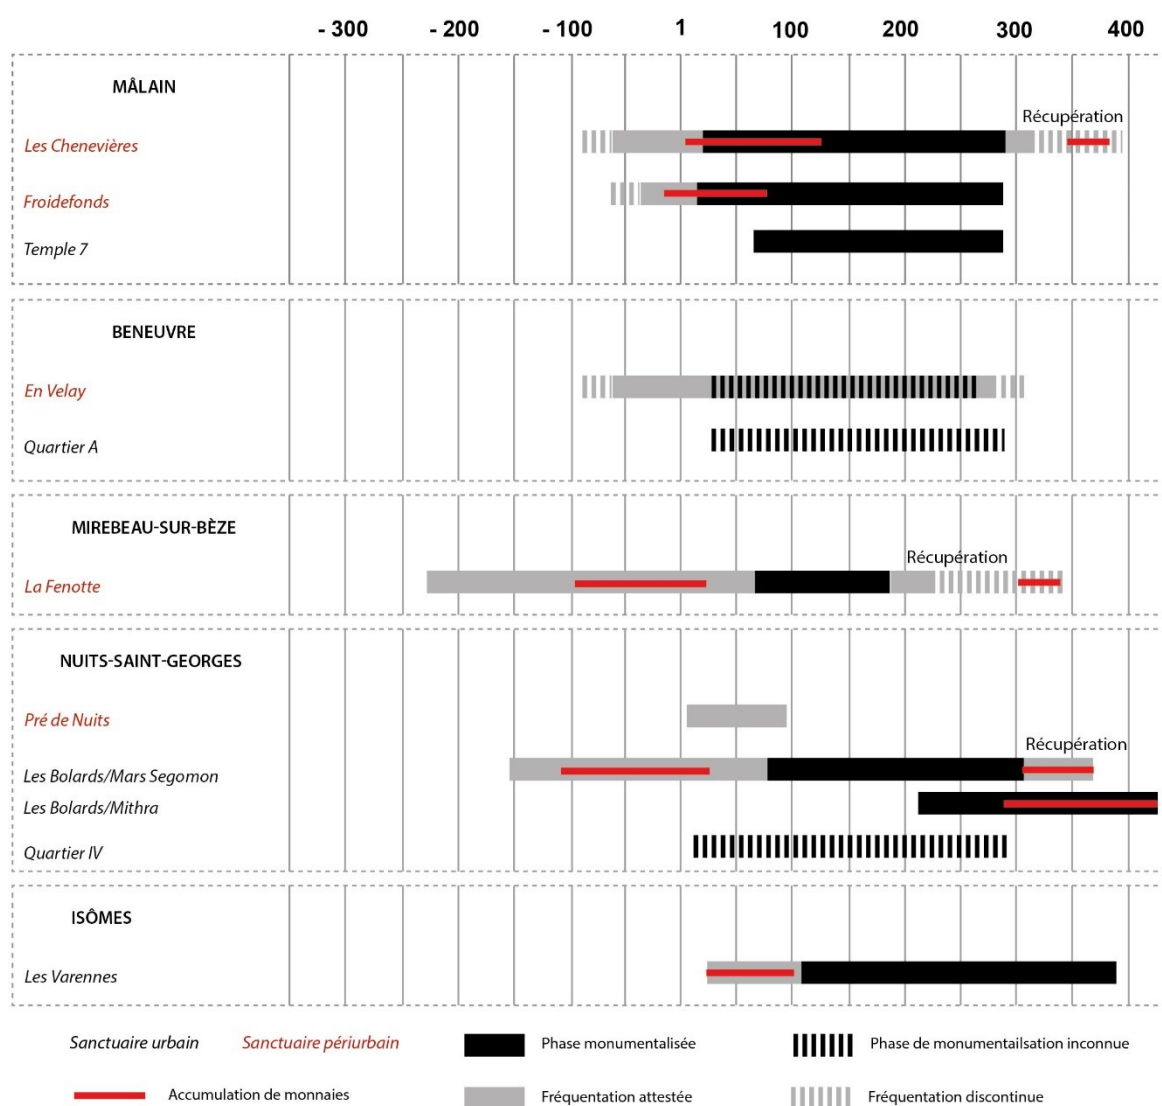 - 300 - 200 - 100 1 100 200 300 400
MÂLAIN
Récupération
Les Chenevières
Froidefonds
Temple 7
BENEUVRE
En Velay
Quartier A
MIREBEAU-SUR-BÈZE
Récupération
La Fenotte
NUITS-SAINT-GEORGES
Pré de Nuits
Récupération
Les Bolards/Mars Segomon
Les Bolards/Mithra
Quartier IV
ISÔMES
Les Varennes
Sanctuaire urbain Sanctuaire périurbain Phase monumentalisée Phase de monumentailsation inconnue
Accumulation de monnaies Fréquentation attestée Fréquentation discontinue